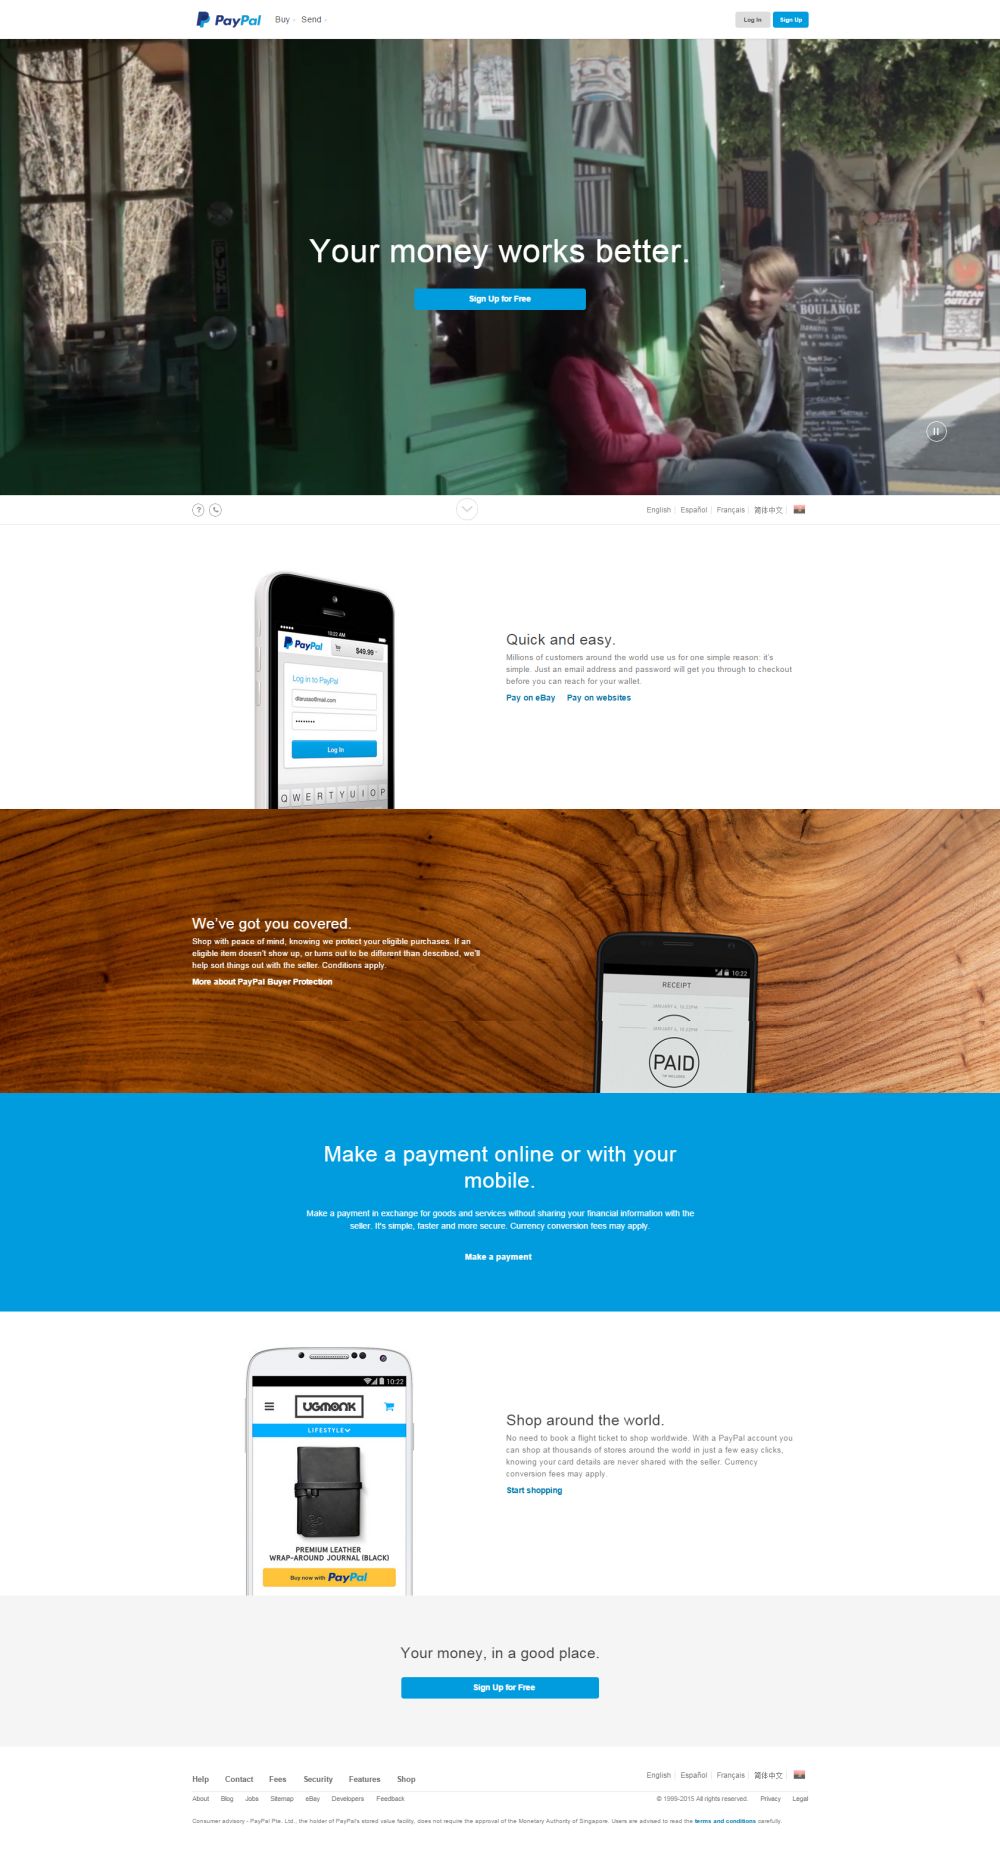 PayPal Buy Send Log In Sign Up
PUSH
Your money works better.
Sign Up for Free
BOULANGE
AFRICAN
OUTLET
English Español Français 简体中文
10:22 AM
PayPal $49.99
Log in to PayPal
Log In
Q W E R T Y U I O P
Quick and easy.
Millions of customers around the world use us for one simple reason: it's
simple. Just an email address and password will get you through to checkout
before you can reach for your wallet.
Pay on eBay Pay on websites
We've got you covered.
Shop with peace of mind, knowing we protect your eligible purchases. If an
eligible item doesn't show up, or turns out to be different than described, we'll
help sort things out with the seller. Conditions apply.
More about PayPal Buyer Protection
10:22
RECEIPT
JANUARY 6, 10:22PM
JANUARY 6, 10:22PM
PAID
Make a payment online or with your
mobile.
Make a payment in exchange for goods and services without sharing your financial information with the
seller. It's simple, faster and more secure. Currency conversion fees may apply.
Make a payment
10:22
UGMONK
LIFESTYLE
PREMIUM LEATHER
WRAP-AROUND JOURNAL (BLACK)
Buy now with PayPal
Shop around the world.
No need to book a flight ticket to shop worldwide. With a PayPal account you
can shop at thousands of stores around the world in just a few easy clicks,
knowing your card details are never shared with the seller. Currency
conversion fees may apply.
Start shopping
Your money, in a good place.
Sign Up for Free
Help Contact Fees Security Features Shop
English Español Français 简体中文
About Blog Jobs Sitemap eBay Developers Feedback
© 1999-2015 All rights reserved. Privacy Legal
Consumer advisory - PayPal Pte. Ltd., the holder of PayPal's stored value facility, does not require the approval of the Monetary Authority of Singapore. Users are advised to read the terms and conditions carefully.